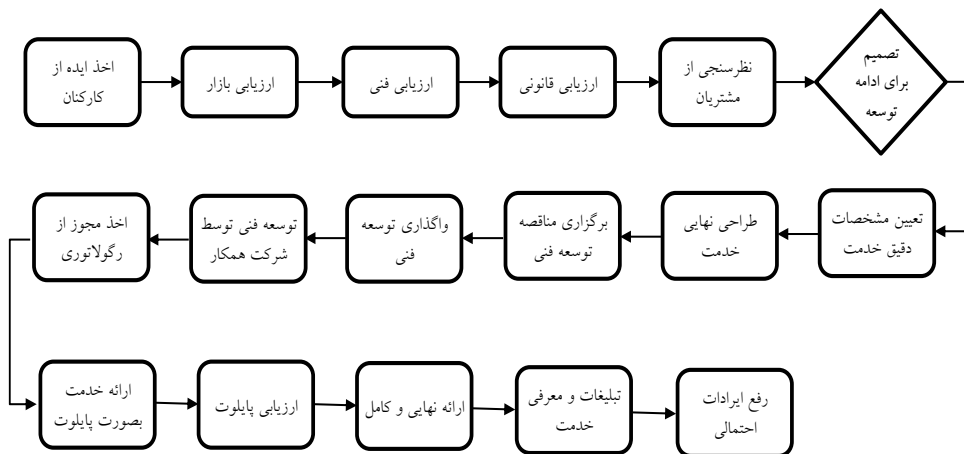 اخذ ایده از
کارکنان
ارزیابی بازار
ارزیابی فنی
ارزیابی قانونی
نظرسنجی از
مشتریان
تصمیم
برای ادامه
توسعه
تعیین مشخصات
دقیق خدمت
طراحی نهایی
خدمت
برگزاری مناقصه
توسعه فنی
واگذاری توسعه
فنی
توسعه فنی توسط
شرکت همکار
اخذ مجوز از
رگولاتوری
ارائه خدمت
بصورت پایلوت
ارزیابی پایلوت
ارائه نهایی و کامل
تبلیغات و معرفی
خدمت
رفع ایرادات
احتمالی